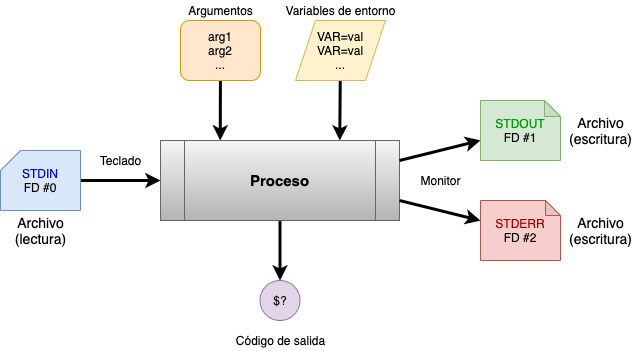 Argumentos
arg1
arg2
...
Variables de entorno
VAR=val
VAR=val
...
STDIN
FD #0
Archivo
(lectura)
Teclado
Proceso
Monitor
STDOUT
FD #1
Archivo
(escritura)
STDERR
FD #2
Archivo
(escritura)
$?
Código de salida